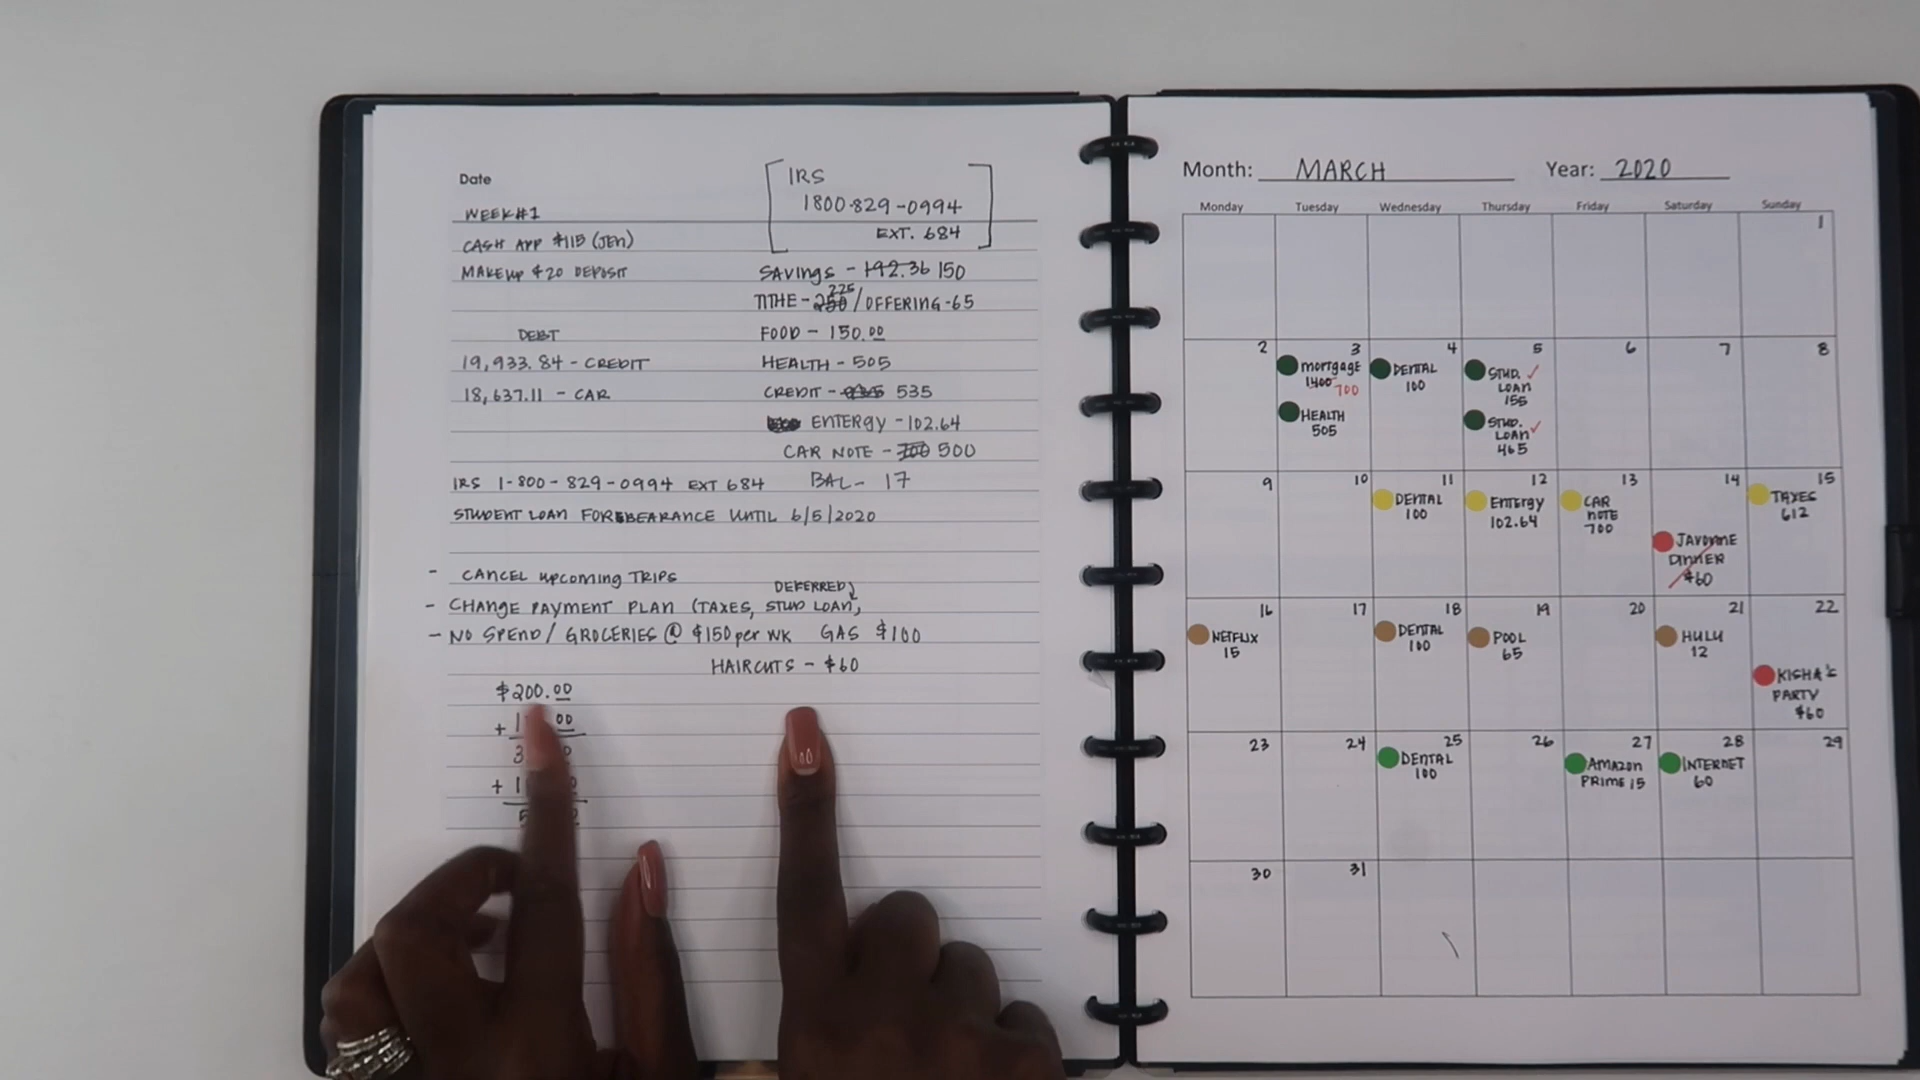 Date
WEEK#1
CASH APP $115 (JEN)
MAKEUP $20 DEPOSIT
IRS
1800-829-0994
EXT. 684
SAVINGS - 192.36 150
225
TITHE - 250 / OFFERING - 65
DEBT
19,933.84 - CREDIT
18,637.11 - CAR
FOOD - 150.00
HEALTH - 505
CREDIT - 535
ENTERGY - 102.64
CAR NOTE - 700 500
BAL - 17
IRS 1-800-829-0994 EXT 684
STUDENT LOAN FOREBEARANCE UNTIL 6/5/2020
- CANCEL UPCOMING TRIPS
DEFERRED
- CHANGE PAYMENT PLAN (TAXES, STUD LOAN,
- NO SPEND / GROCERIES @ $150 per WK GAS $100
HAIRCUTS - $60
$200.00
Month: MARCH Year: 2020
Monday Tuesday Wednesday Thursday Friday Saturday Sunday
1
2 3 4 5 6 7 8
MORTGAGE
1400 700
HEALTH
505
DENTAL
100
STUD. ✓
LOAN
155
STUD. ✓
LOAN
465
9 10 11 12 13 14 15
DENTAL
100
ENTERGY
102.64
CAR
NOTE
700
JAVONNE
DINNER
$60
TAXES
612
16 17 18 19 20 21 22
NETFLIX
15
DENTAL
100
POOL
65
HULU
12
KISHA'S
PARTY
$60
23 24 25 26 27 28 29
DENTAL
100
AMAZON
PRIME 15
INTERNET
60
30 31